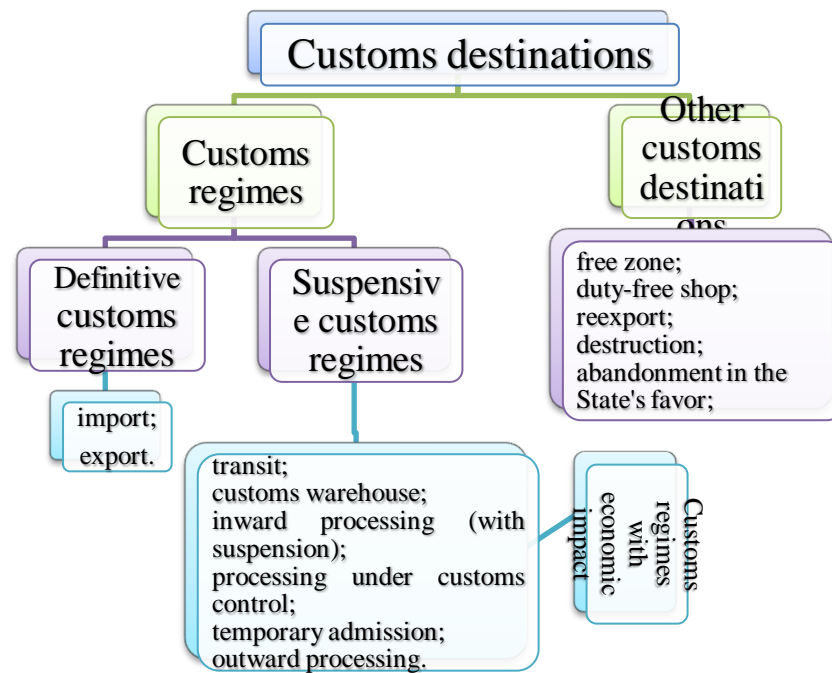 Customs destinations
Customs
regimes
Other
customs
destinati
ons
Definitive
customs
regimes
Suspensiv
e customs
regimes
free zone;
duty-free shop;
reexport;
destruction;
abandonment in the
State's favor;
import;
export.
transit;
customs warehouse;
inward processing (with
suspension);
processing under customs
control;
temporary admission;
outward processing.
Customs
regimes
with
economic
impact